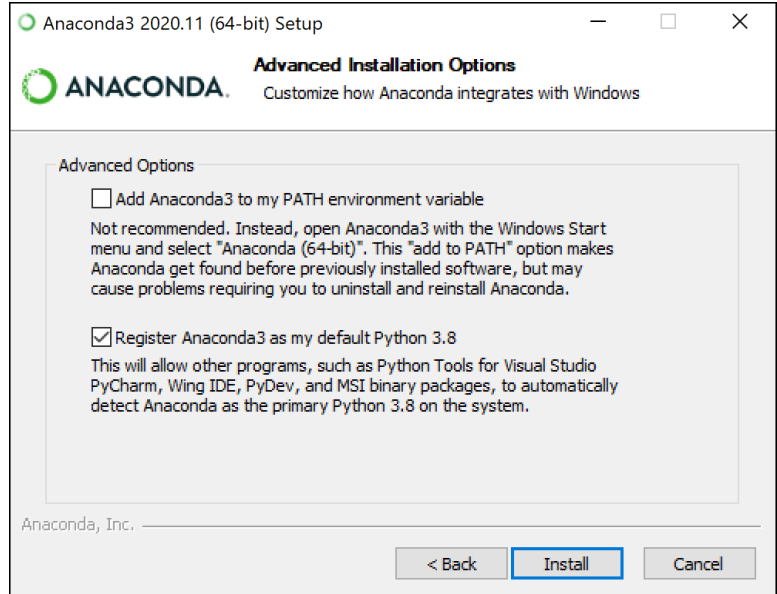 Anaconda3 2020.11 (64-bit) Setup
ANACONDA.
Advanced Installation Options
Customize how Anaconda integrates with Windows
Advanced Options
Add Anaconda3 to my PATH environment variable
Not recommended. Instead, open Anaconda3 with the Windows Start
menu and select "Anaconda (64-bit)". This "add to PATH" option makes
Anaconda get found before previously installed software, but may
cause problems requiring you to uninstall and reinstall Anaconda.
Register Anaconda3 as my default Python 3.8
This will allow other programs, such as Python Tools for Visual Studio
PyCharm, Wing IDE, PyDev, and MSI binary packages, to automatically
detect Anaconda as the primary Python 3.8 on the system.
Anaconda, Inc.
< Back
Install
Cancel